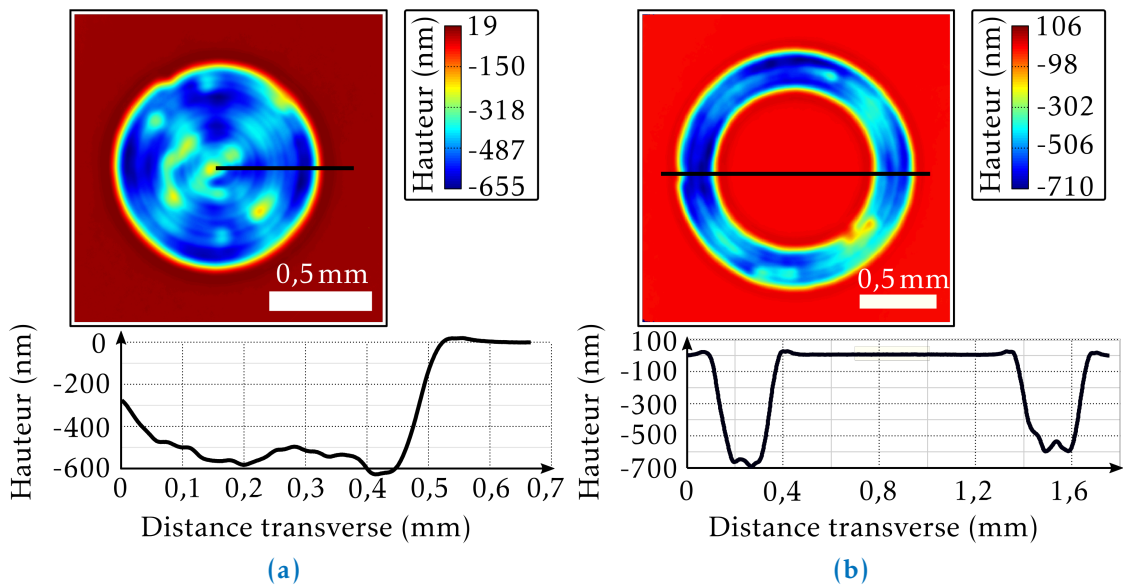 Hauteur (nm)
19
-150
-318
-487
-655
0,5 mm
Hauteur (nm)
0
-200
-400
-600
0 0,1 0,2 0,3 0,4 0,5 0,6 0,7
Distance transverse (mm)
(a)
Hauteur (nm)
106
-98
-302
-506
-710
0,5 mm
Hauteur (nm)
100
-100
-300
-500
-700
0 0,4 0,8 1,2 1,6
Distance transverse (mm)
(b)